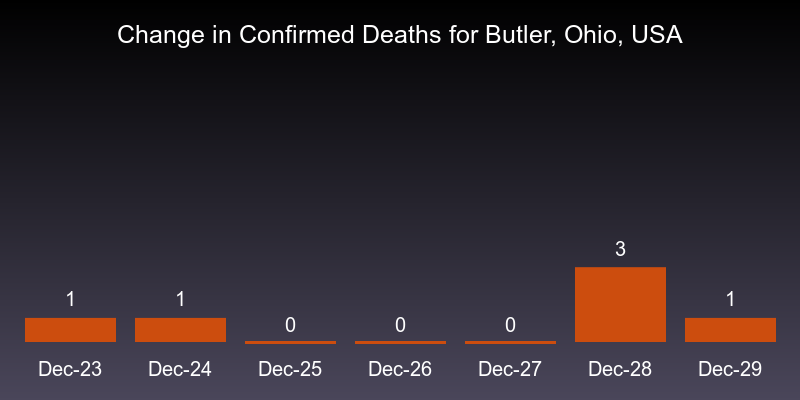 Change in Confirmed Deaths for Butler, Ohio, USA
3
1
1
1
0
0
0
Dec-23
Dec-24
Dec-25
Dec-26
Dec-27
Dec-28
Dec-29